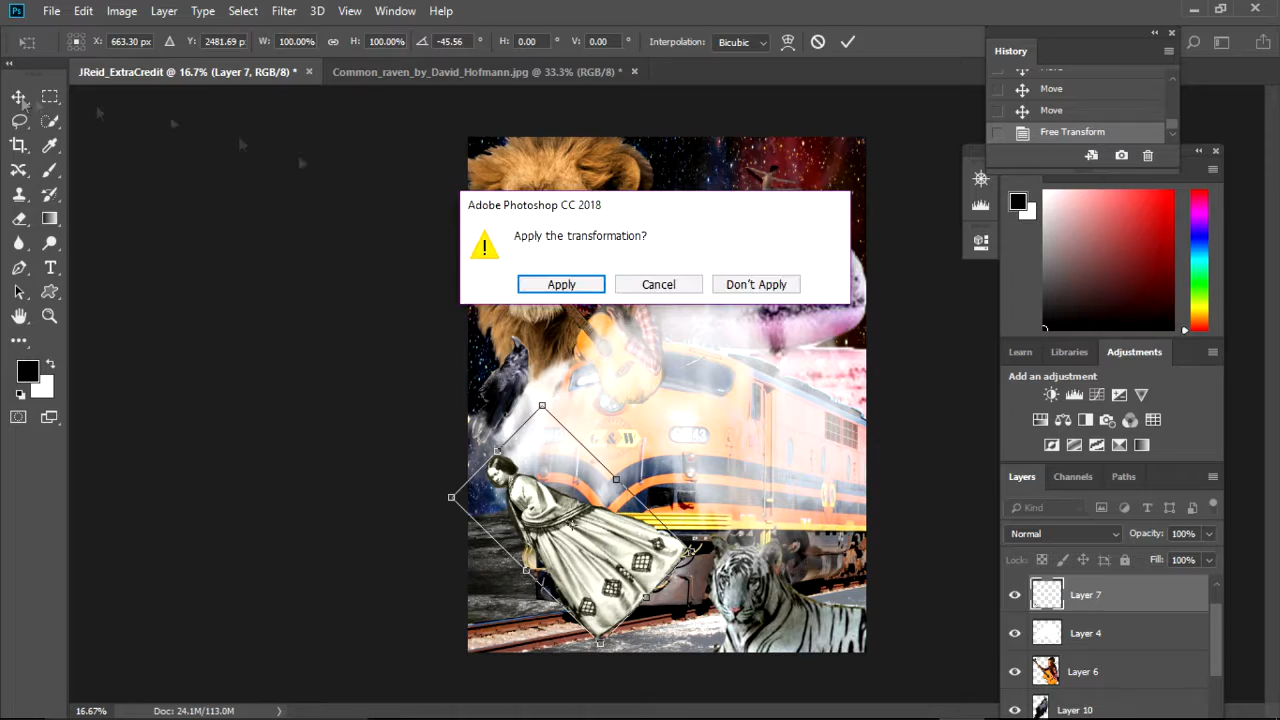 Ps File Edit Image Layer Type Select Filter 3D View Window Help
X: 663.30 px Y: 2481.69 p W: 100.00% H: 100.00% -45.56 ° H: 0.00 ° V: 0.00 ° Interpolation: Bicubic
History
JReid_ExtraCredit @ 16.7% (Layer 7, RGB/8) * × Common_raven_by_David_Hofmann.jpg @ 33.3% (RGB/8) * ×
Move
Move
Free Transform
Adobe Photoshop CC 2018
Apply the transformation?
Apply Cancel Don't Apply
G & W
Learn Libraries Adjustments
Add an adjustment
Layers Channels Paths
Kind
Normal Opacity: 100%
Lock: Fill: 100%
Layer 7
Layer 4
Layer 6
Layer 10
16.67% Doc: 24.1M/113.0M